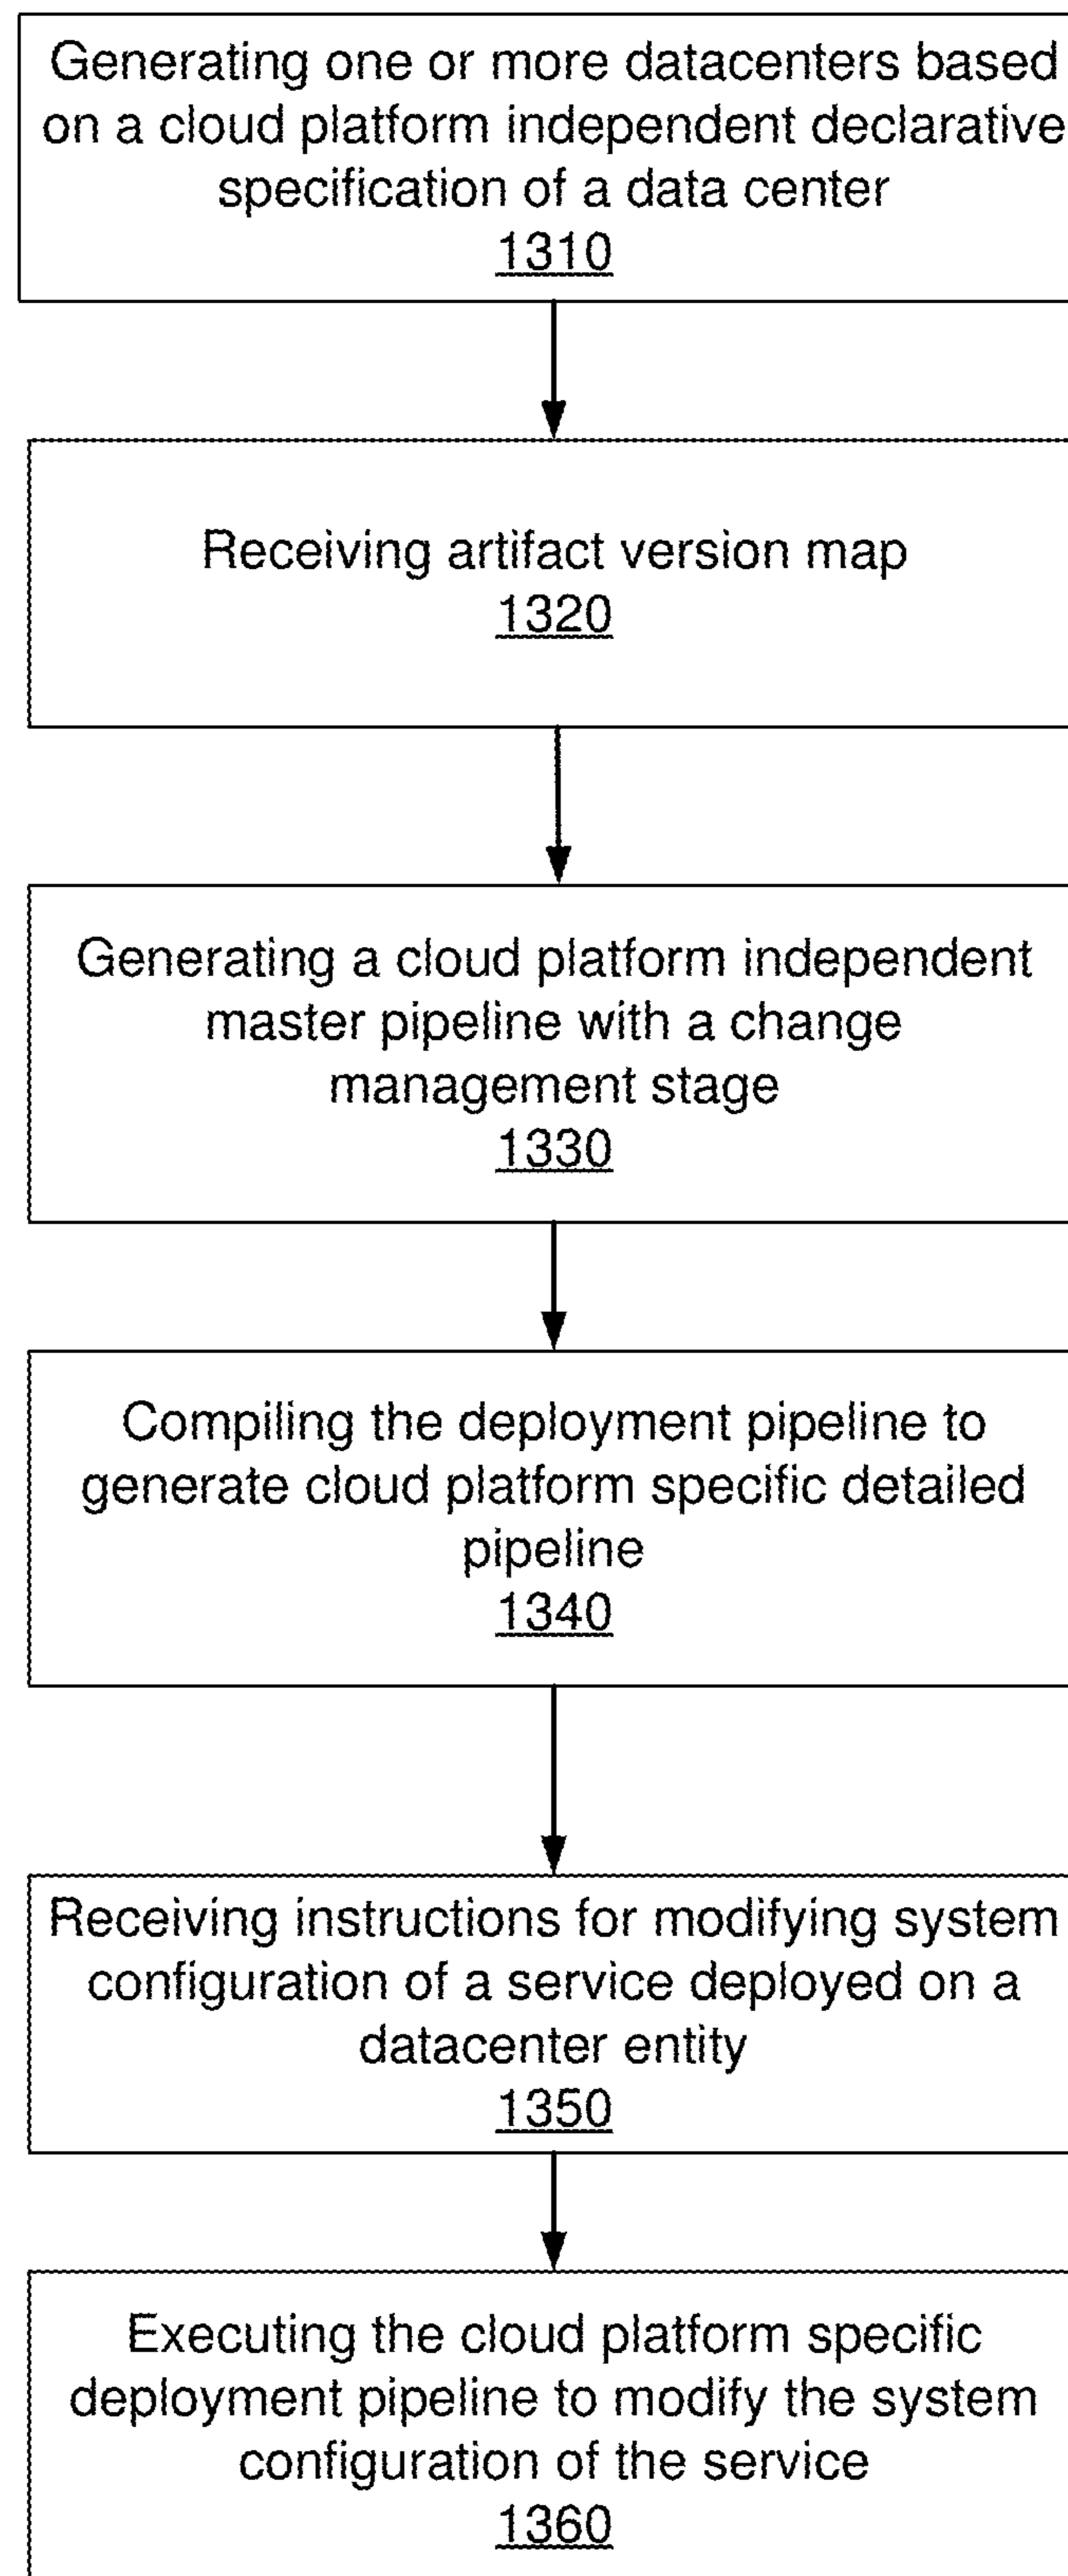 Generating one or more datacenters based
on a cloud platform independent declarative
specification of a data center
1310
Receiving artifact version map
1320
Generating a cloud platform independent
master pipeline with a change
management stage
1330
Compiling the deployment pipeline to
generate cloud platform specific detailed
pipeline
1340
Receiving instructions for modifying system
configuration of a service deployed on a
datacenter entity
1350
Executing the cloud platform specific
deployment pipeline to modify the system
configuration of the service
1360